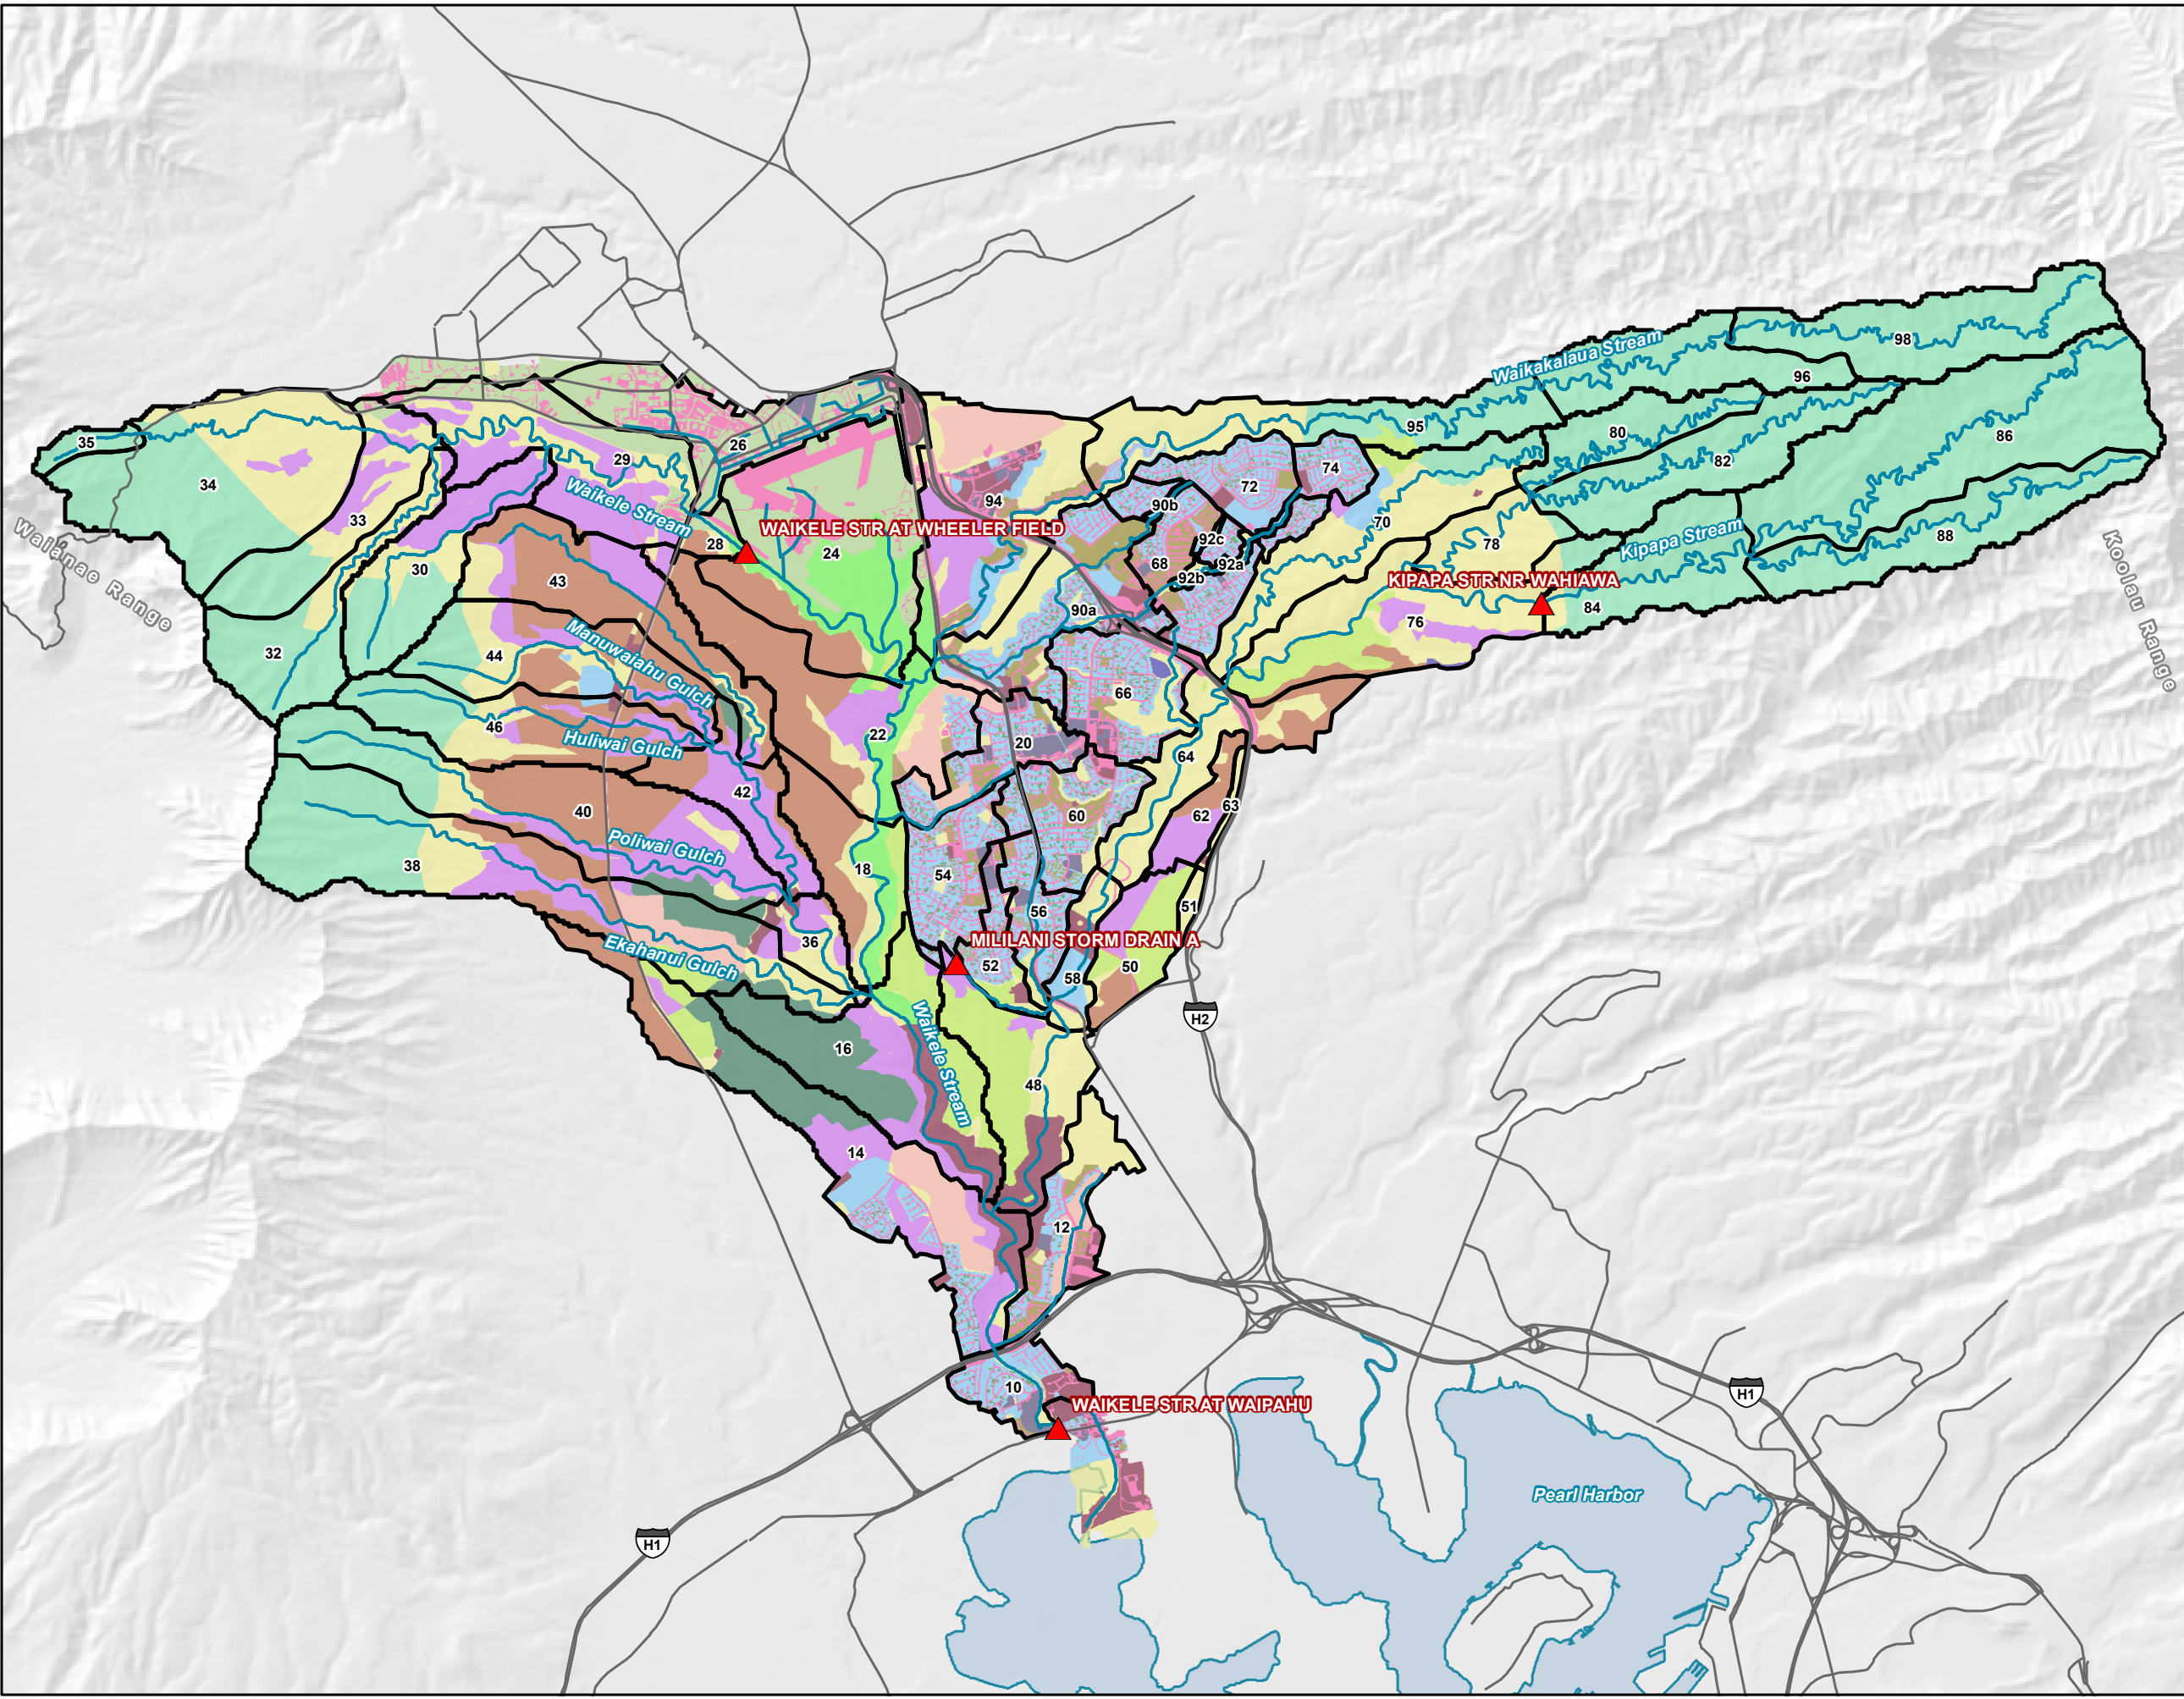 Waikakalaua Stream
98
96
86
95
80
82
88
35
34
26
29
33
74
72
94
90b
70
Waikele Stream
WAIKELE STR AT WHEELER FIELD
Kipapa Stream
28
24
92c
78
68
92a
92b
30
43
KIPAPA STR NR WAHIAWA
84
90a
76
Waianae Range
Koolau Range
32
44
Manuwaiahu Gulch
66
46
22
20
Huliwai Gulch
64
42
63
40
60
62
Poliwai Gulch
38
18
54
51
56
36
MILILANI STORM DRAIN A
Ekahanui Gulch
52
50
58
H2
Waikele Stream
16
48
14
12
10
H1
WAIKELE STR AT WAIPAHU
Pearl Harbor
H1